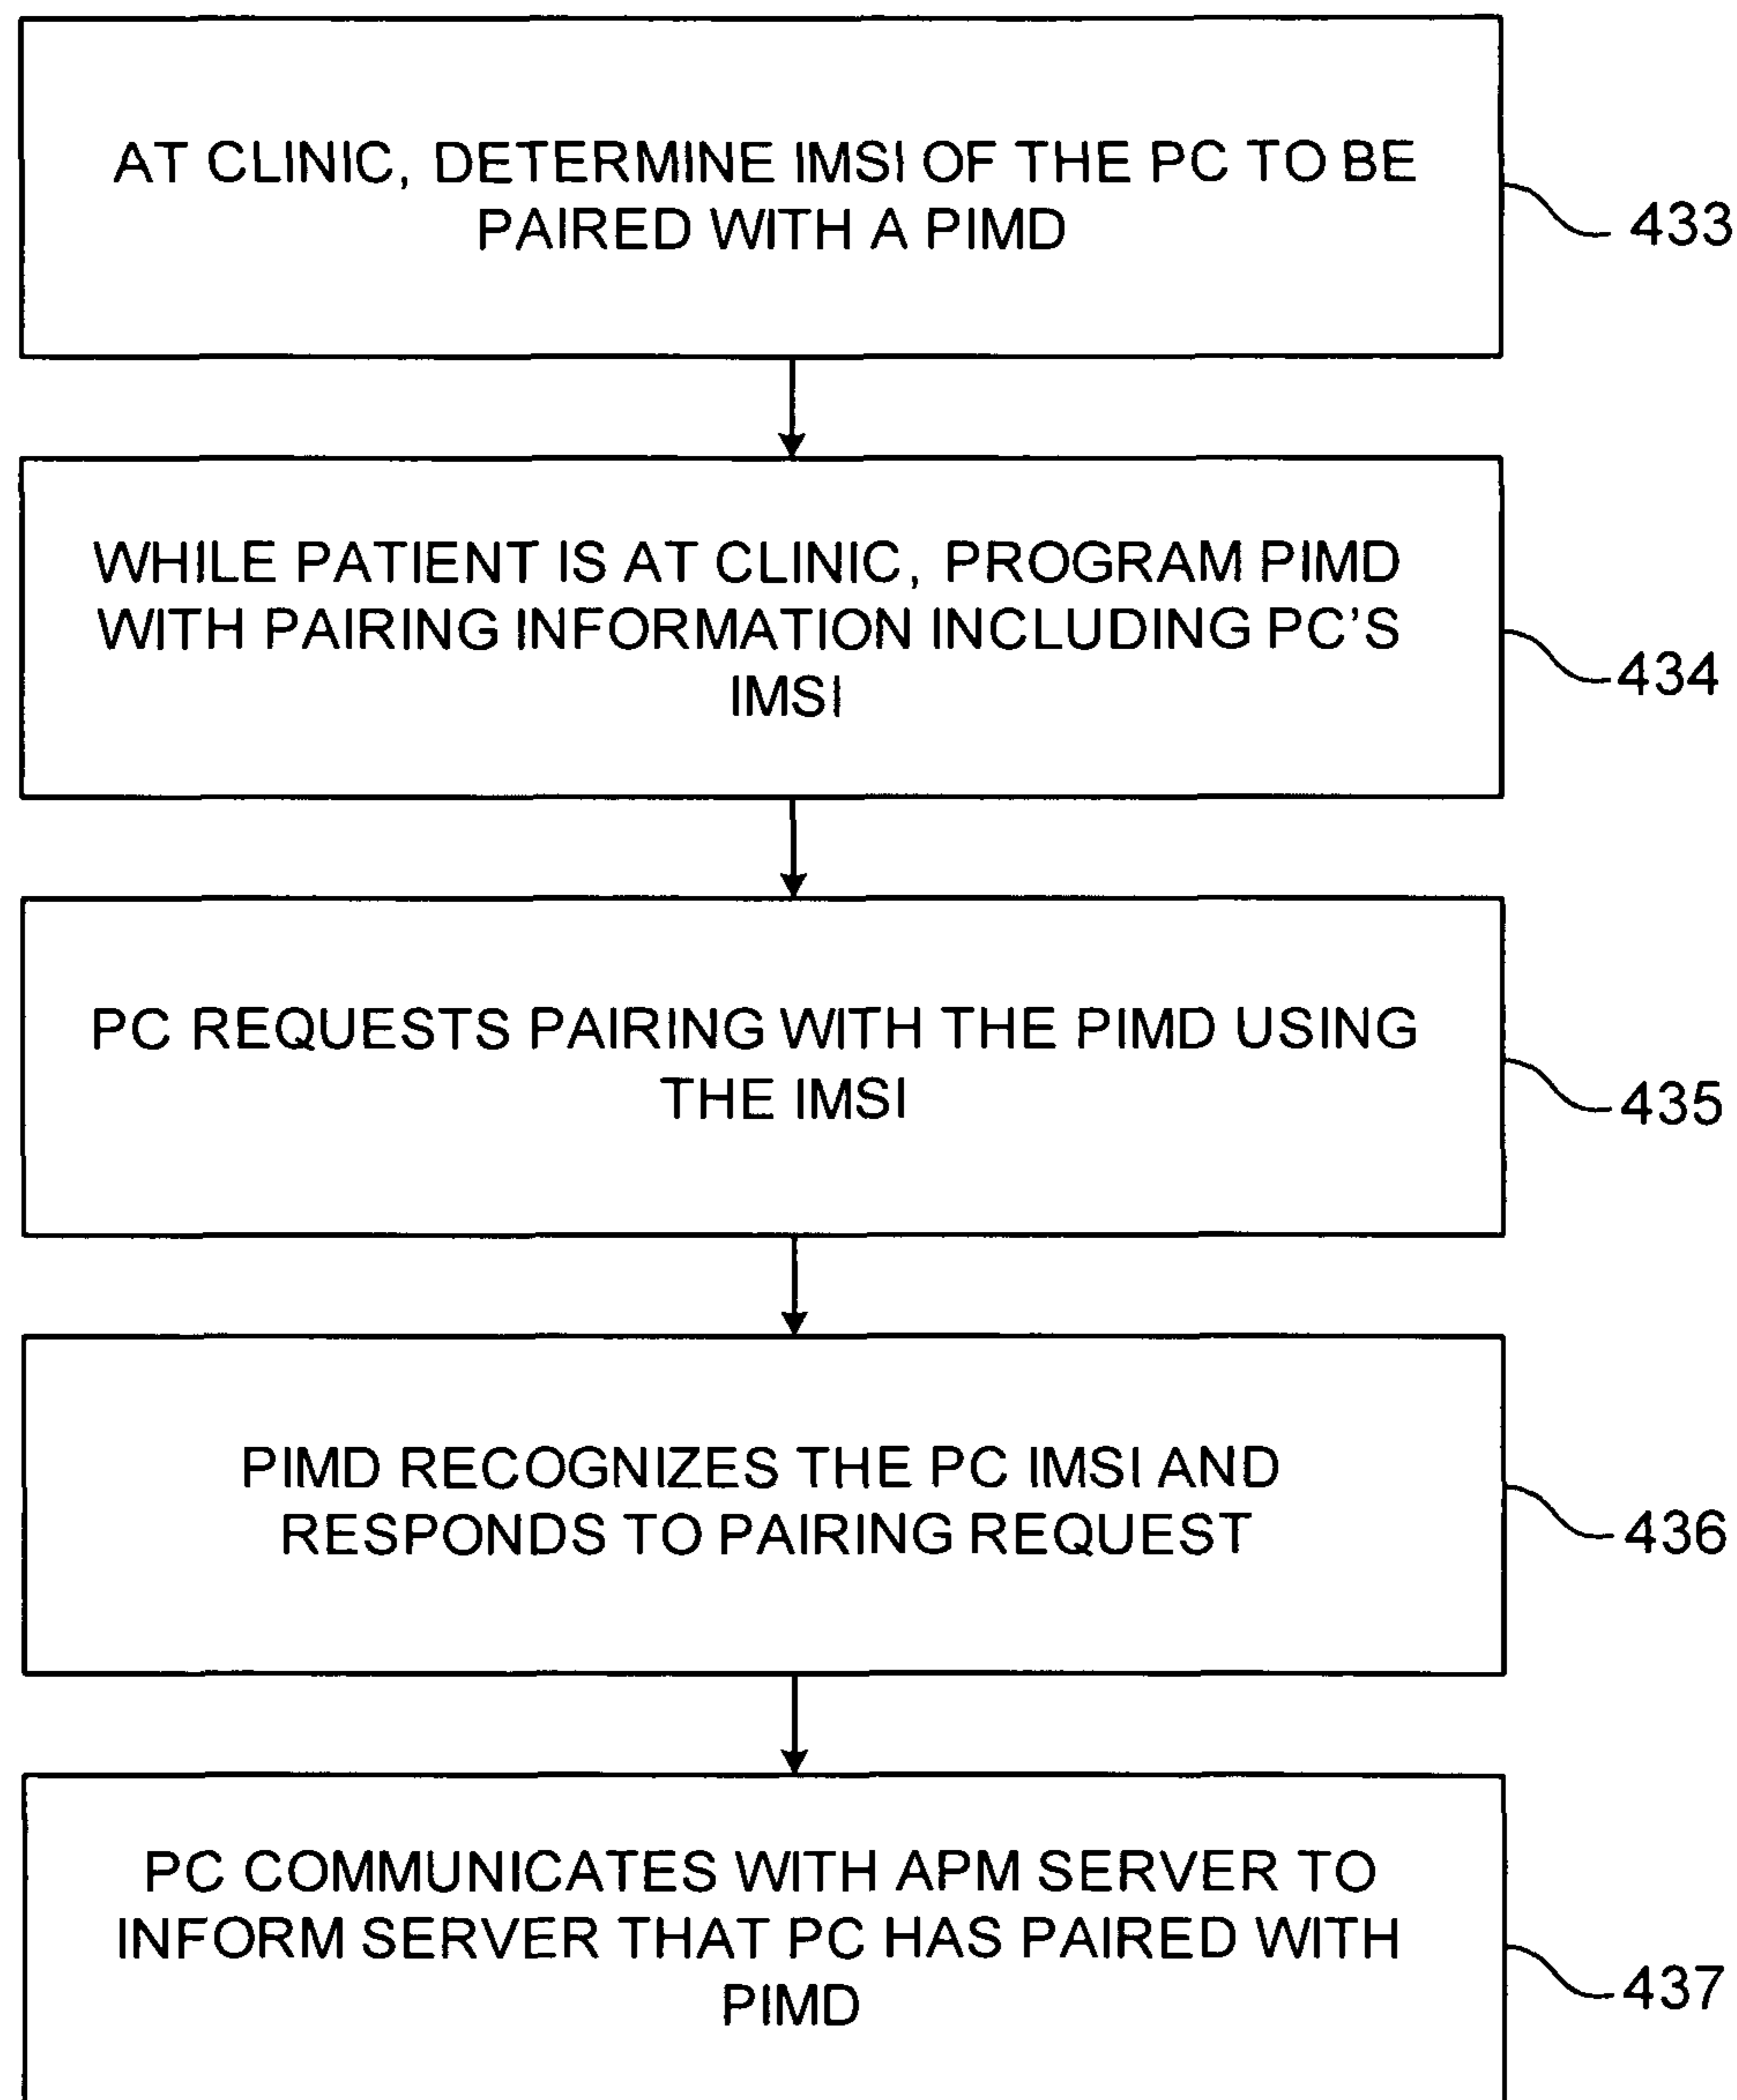 AT CLINIC, DETERMINE IMSI OF THE PC TO BE
PAIRED WITH A PIMD
433
WHILE PATIENT IS AT CLINIC, PROGRAM PIMD
WITH PAIRING INFORMATION INCLUDING PC’S
IMSI
434
PC REQUESTS PAIRING WITH THE PIMD USING
THE IMSI
435
PIMD RECOGNIZES THE PC IMSI AND
RESPONDS TO PAIRING REQUEST
436
PC COMMUNICATES WITH APM SERVER TO
INFORM SERVER THAT PC HAS PAIRED WITH
PIMD
437